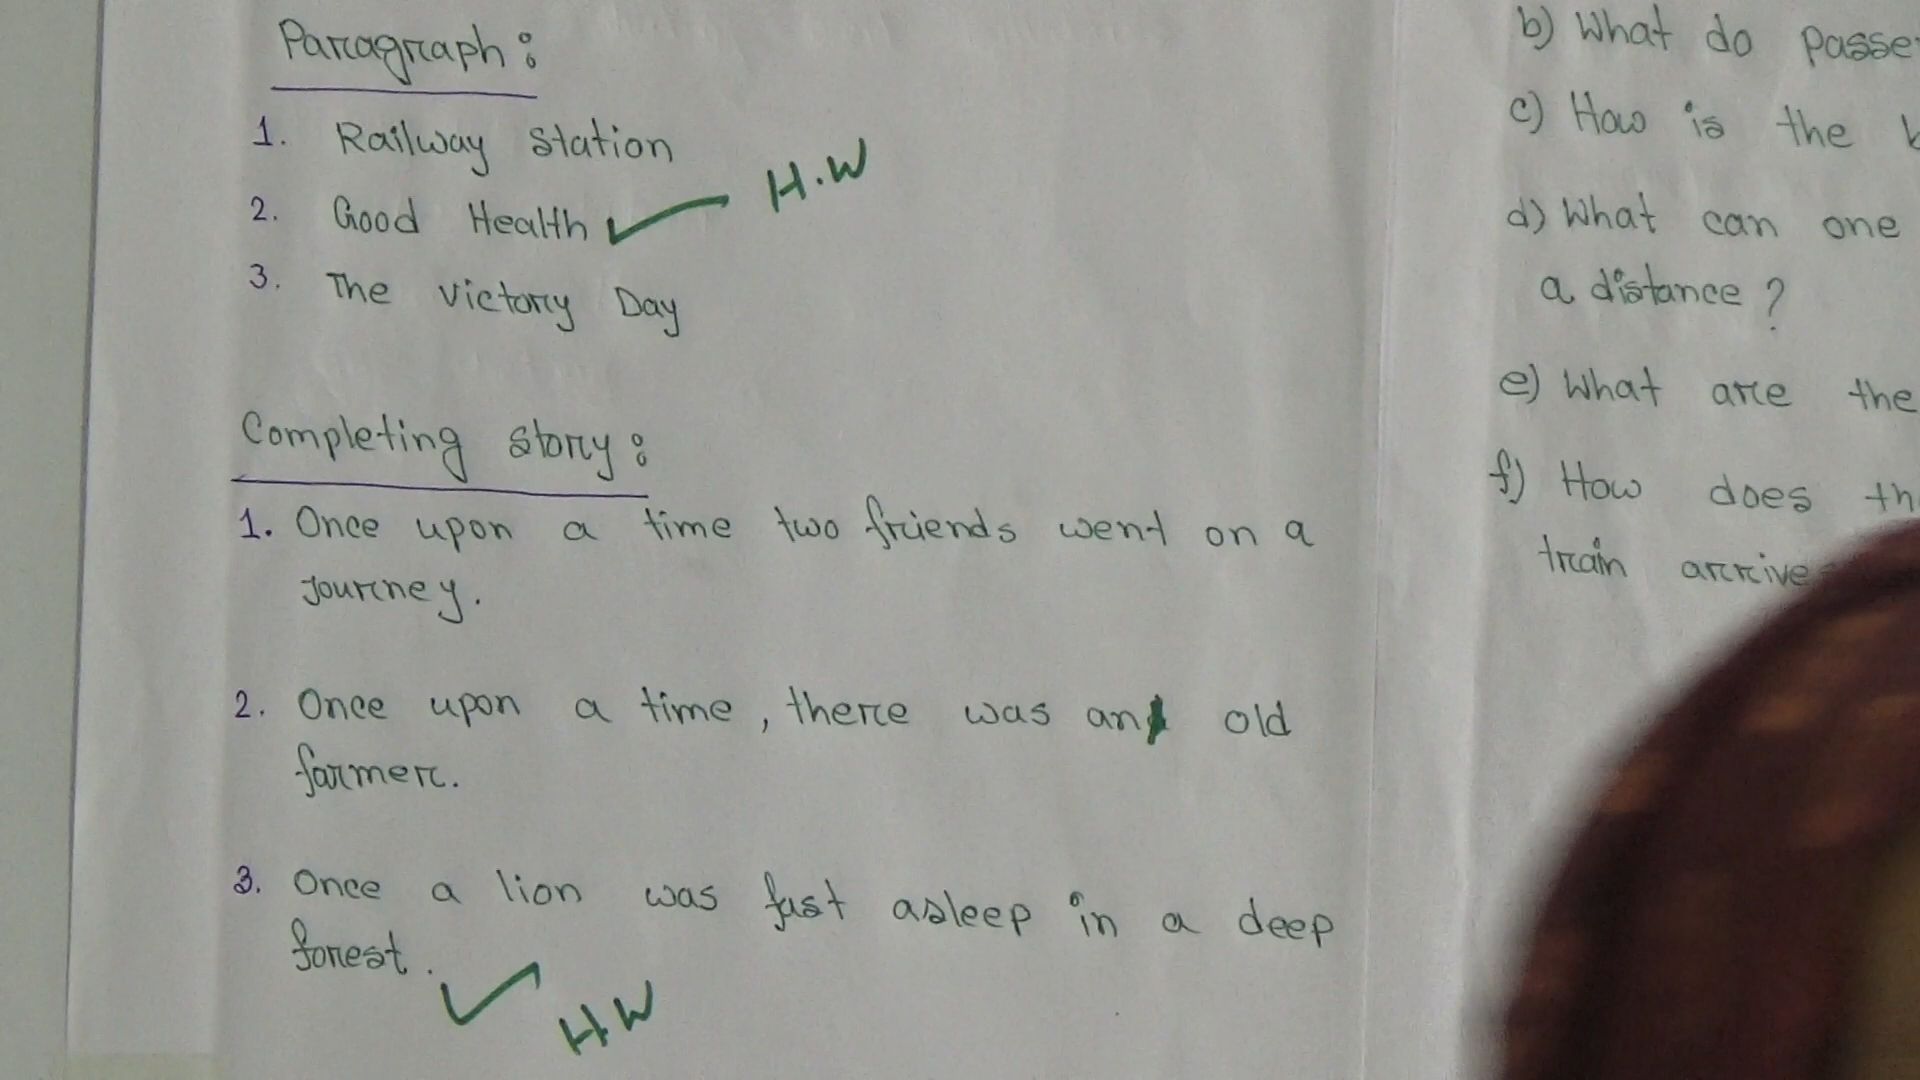 Paragraph:
1. Railway station
2. Good Health H.W
3. The victory Day
Completing story:
1. Once upon a time two friends went on a
journey.
2. Once upon a time, there was an old
farmer.
3. Once a lion was fast asleep in a deep
forest.
HW
b) What do
c) How is the
d) What can one
a distance?
e) What are the
f) How does
train